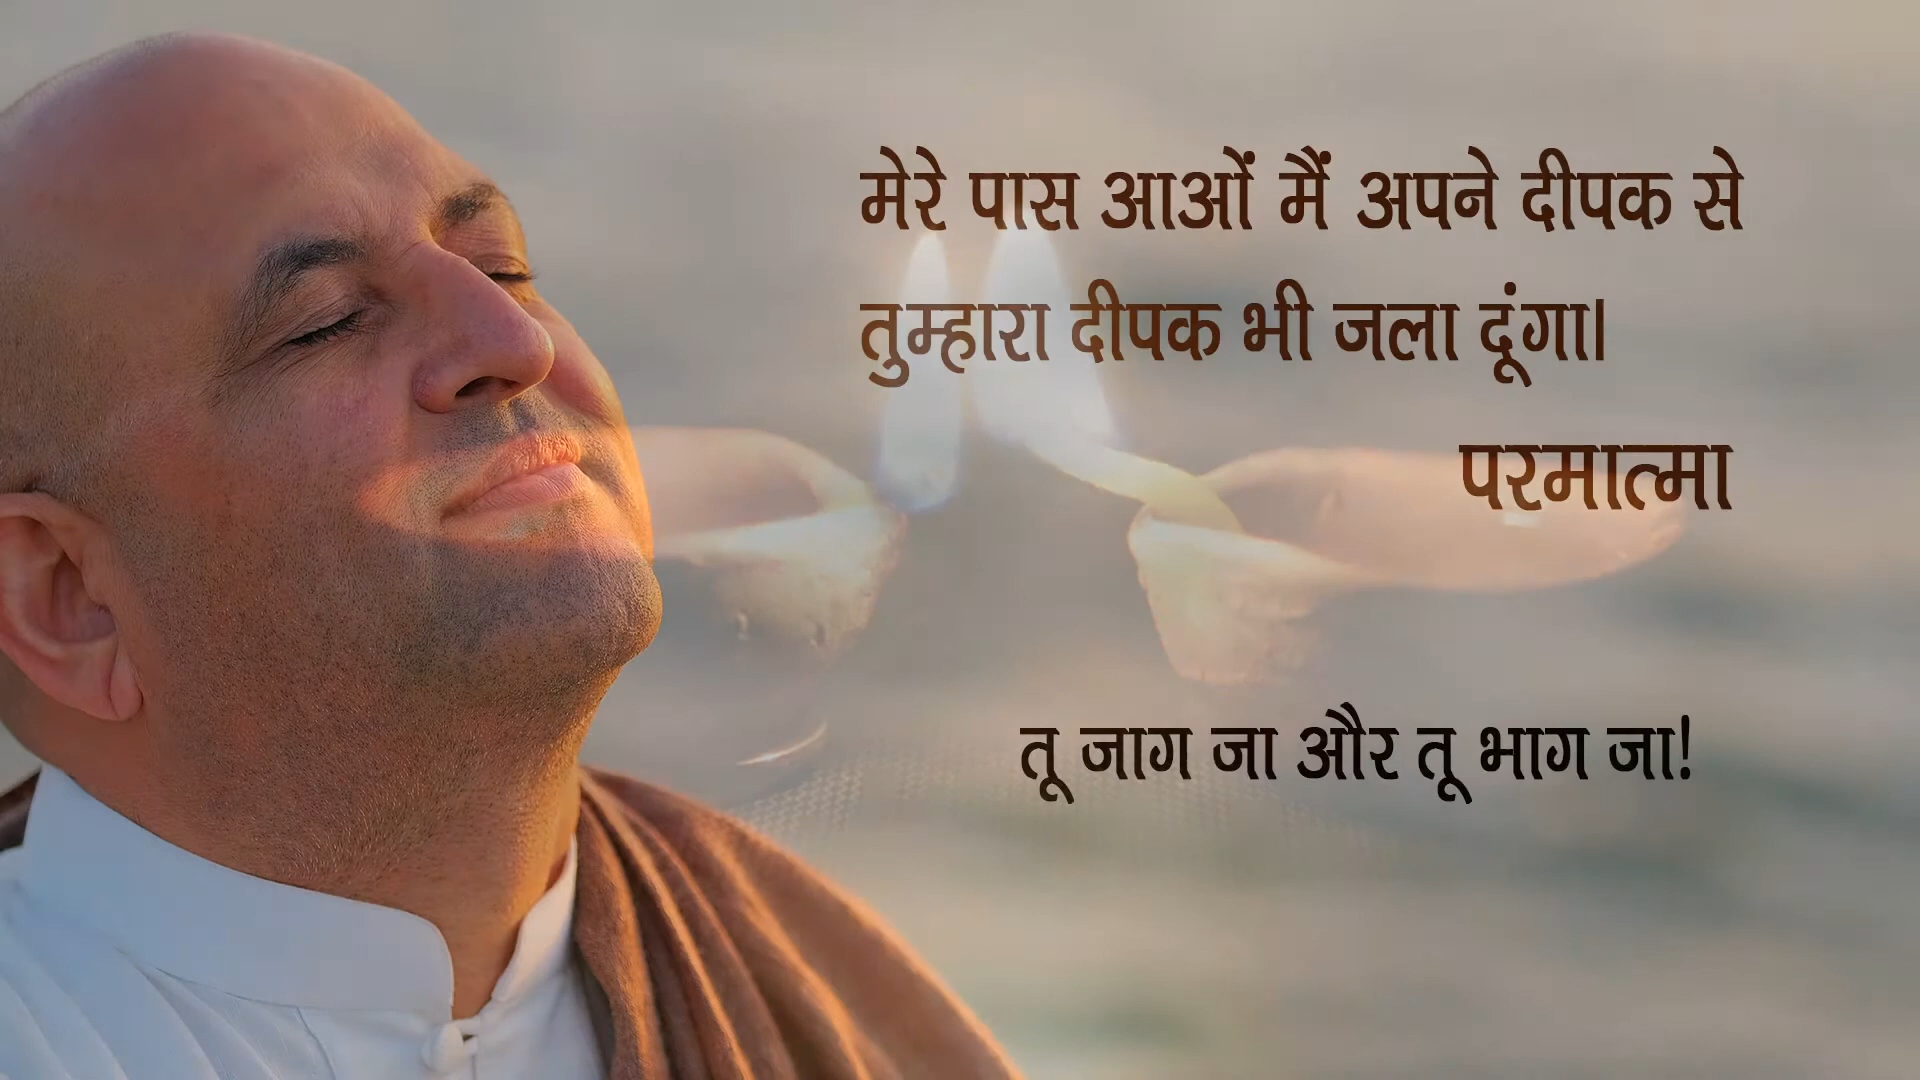 मेरे पास आओं मैं अपने दीपक से
तुम्हारा दीपक भी जला दूंगा।
परमात्मा
तू जाग जा और तू भाग जा!